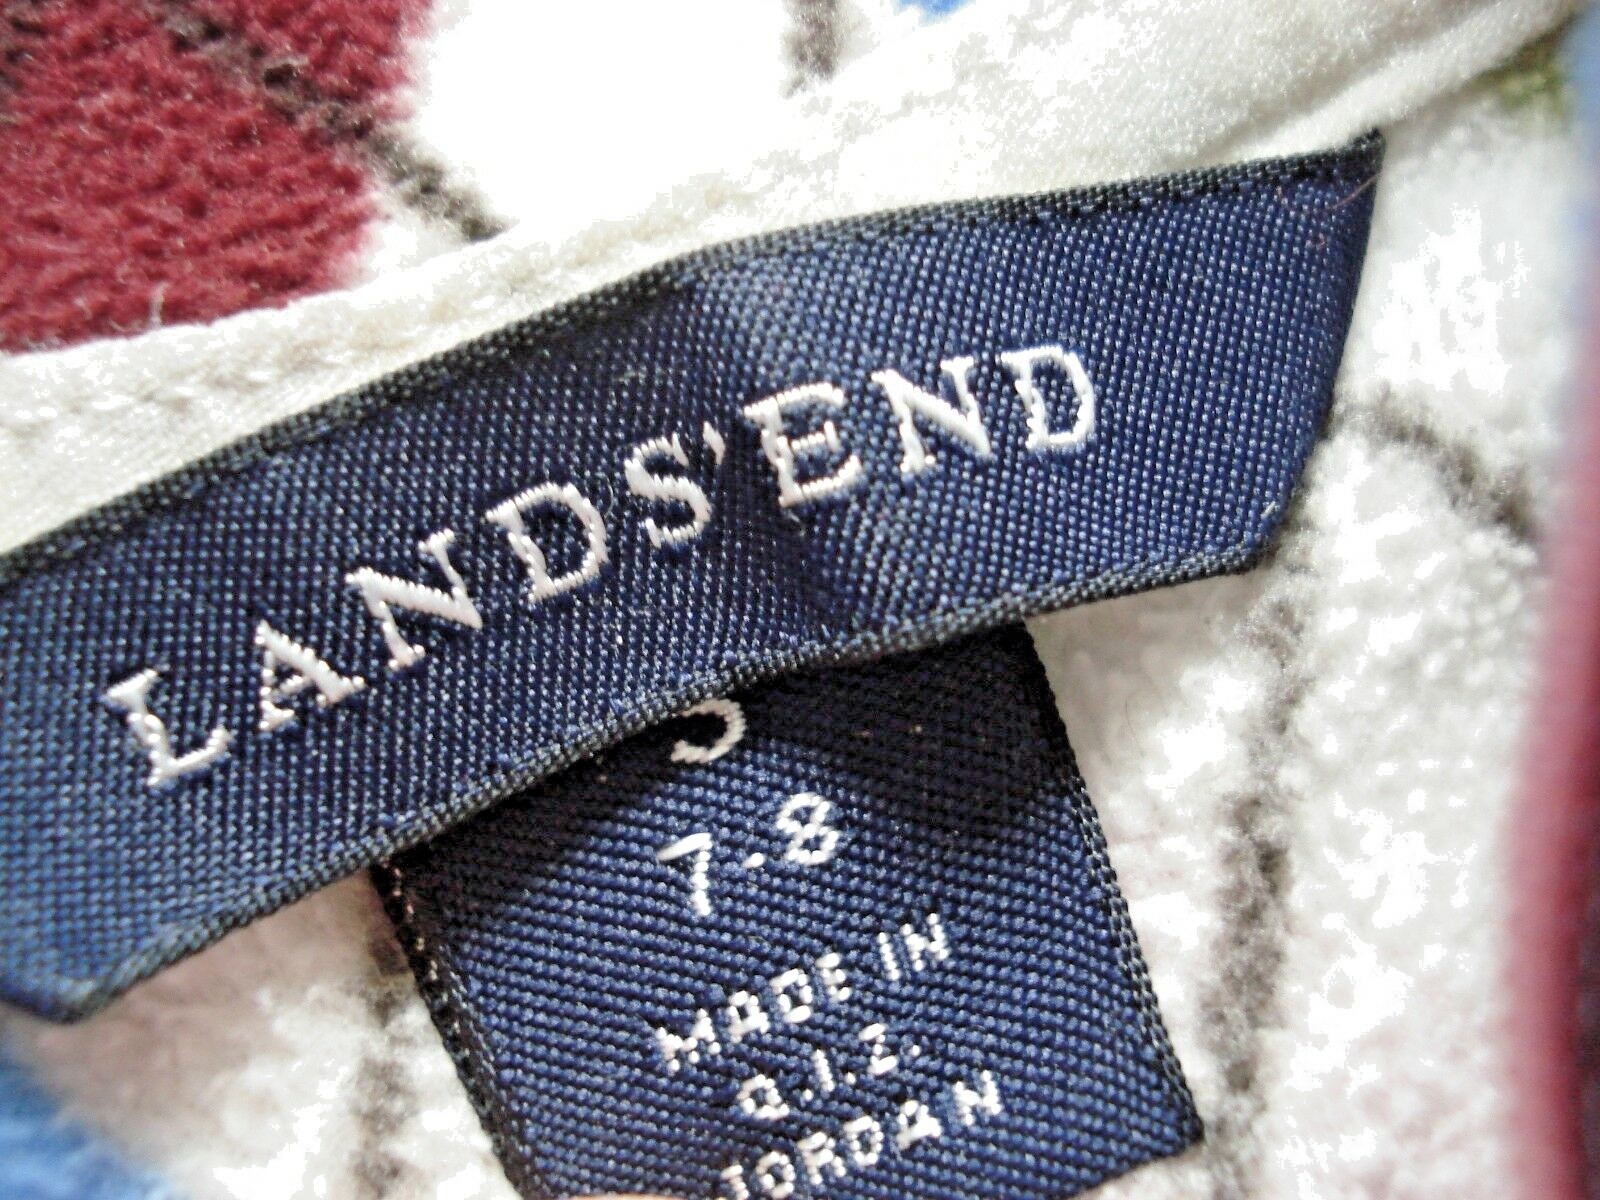 LANDS'END
S
7-8
MADE IN
Q.I.Z.
JORDAN